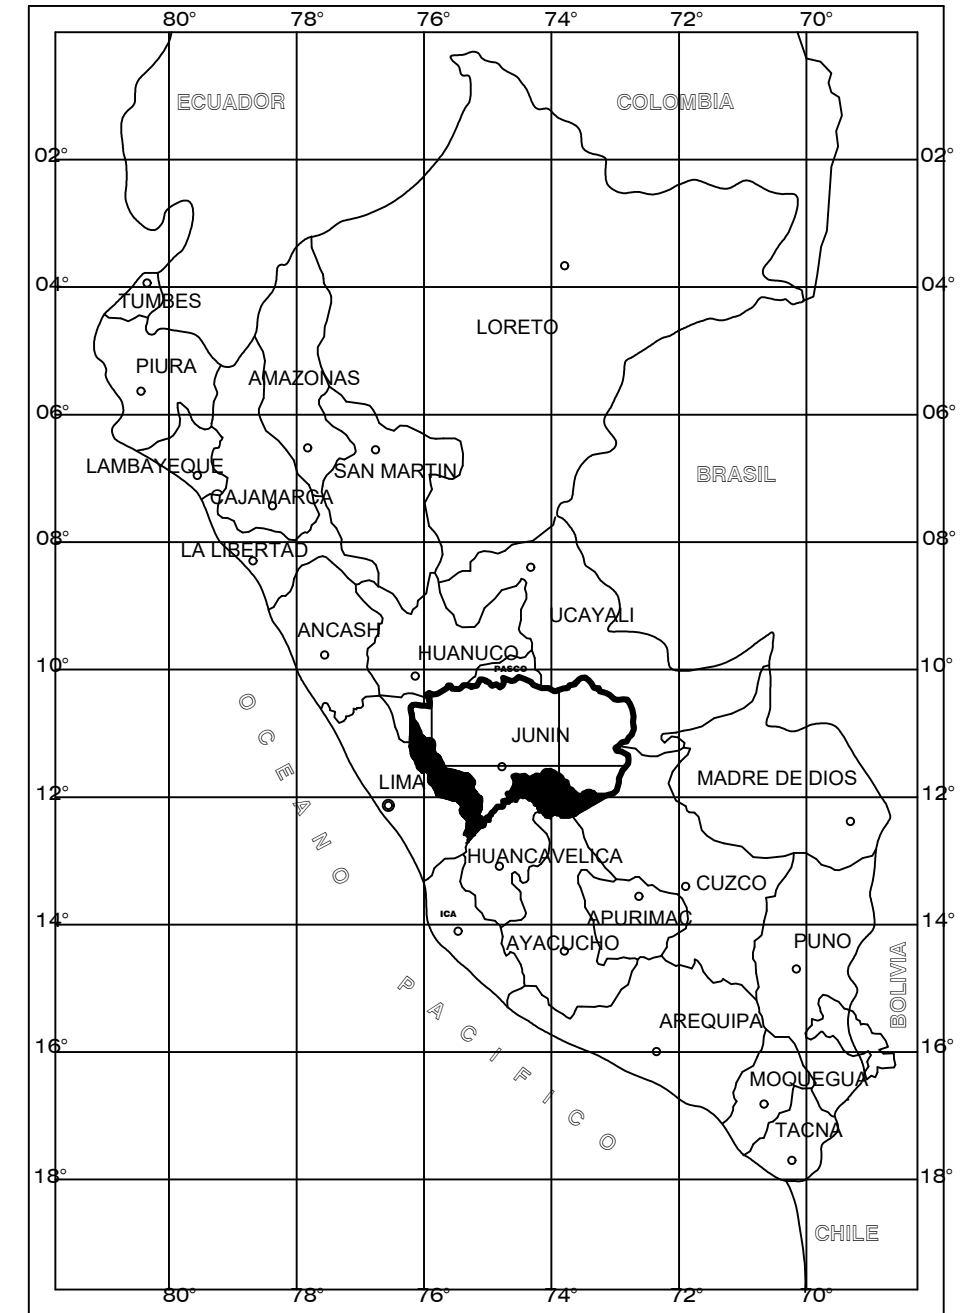 80° 78° 76° 74° 72° 70°
ECUADOR COLOMBIA
02° 02°
04° 04°
TUMBES
LORETO
PIURA
AMAZONAS
06° 06°
LAMBAYEQUE
SAN MARTIN
BRASIL
CAJAMARCA
08° 08°
LA LIBERTAD
UCAYALI
ANCASH
HUANUCO
PASCO
10° 10°
JUNIN
LIMA
MADRE DE DIOS
12° 12°
OCEANO
HUANCAVELICA
CUZCO
ICA
APURIMAC
14° 14°
AYACUCHO
PUNO
BOLIVIA
PACIFICO
AREQUIPA
16° 16°
MOQUEGUA
TACNA
18° 18°
CHILE
80° 78° 76° 74° 72° 70°